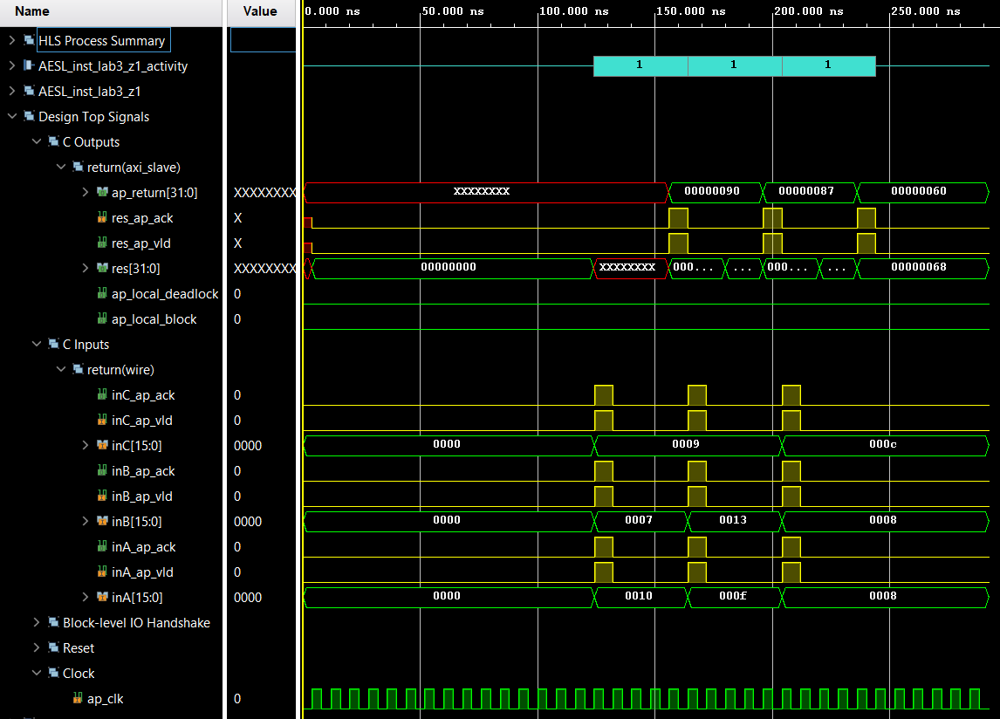 Name Value 0.000 ns 50.000 ns 100.000 ns 150.000 ns 200.000 ns 250.000 ns
HLS Process Summary
AESL_inst_lab3_z1_activity 1 1 1
AESL_inst_lab3_z1
Design Top Signals
C Outputs
return(axi_slave)
ap_return[31:0] XXXXXXXX XXXXXXXX 00000090 00000087 00000060
res_ap_ack X
res_ap_vld X
res[31:0] XXXXXXXX 00000000 XXXXXXXX 000... ... 000... ... 00000068
ap_local_deadlock 0
ap_local_block 0
C Inputs
return(wire)
inC_ap_ack 0
inC_ap_vld 0
inC[15:0] 0000 0000 0009 000c
inB_ap_ack 0
inB_ap_vld 0
inB[15:0] 0000 0000 0007 0013 0008
inA_ap_ack 0
inA_ap_vld 0
inA[15:0] 0000 0000 0010 000f 0008
Block-level IO Handshake
Reset
Clock
ap_clk 0